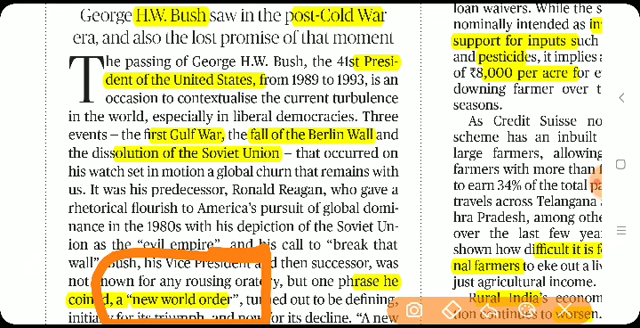 George H.W. Bush saw in the post-Cold War
era, and also the lost promise of that moment
The passing of George H.W. Bush, the 41st Presi-
dent of the United States, from 1989 to 1993, is an
occasion to contextualise the current turbulence
in the world, especially in liberal democracies. Three
events – the first Gulf War, the fall of the Berlin Wall and
the dissolution of the Soviet Union – that occurred on
his watch set in motion a global churn that remains with
us. It was his predecessor, Ronald Reagan, who gave a
rhetorical flourish to America's pursuit of global domi-
nance in the 1980s with his depiction of the Soviet Un-
ion as the "evil empire", and his call to "break that
wall". Bush, his Vice President and then successor, was
not known for any rousing oratory, but one phrase he
coined, a "new world order", turned out to be defining,
initially for its triumph, and now for its decline. "A new
loan waivers. While the s
nominally intended as in
support for inputs such
and pesticides, it implies a
of ₹8,000 per acre for e
downing farmer over t
seasons.
As Credit Suisse no
scheme has an inbuilt
large farmers, allowing
farmers with more than
to earn 34% of the total pa
travels across Telangana
hra Pradesh, among othe
over the last few yea
shown how difficult it is f
nal farmers to eke out a li
just agricultural income.
Rural India's econom
continues to worsen.